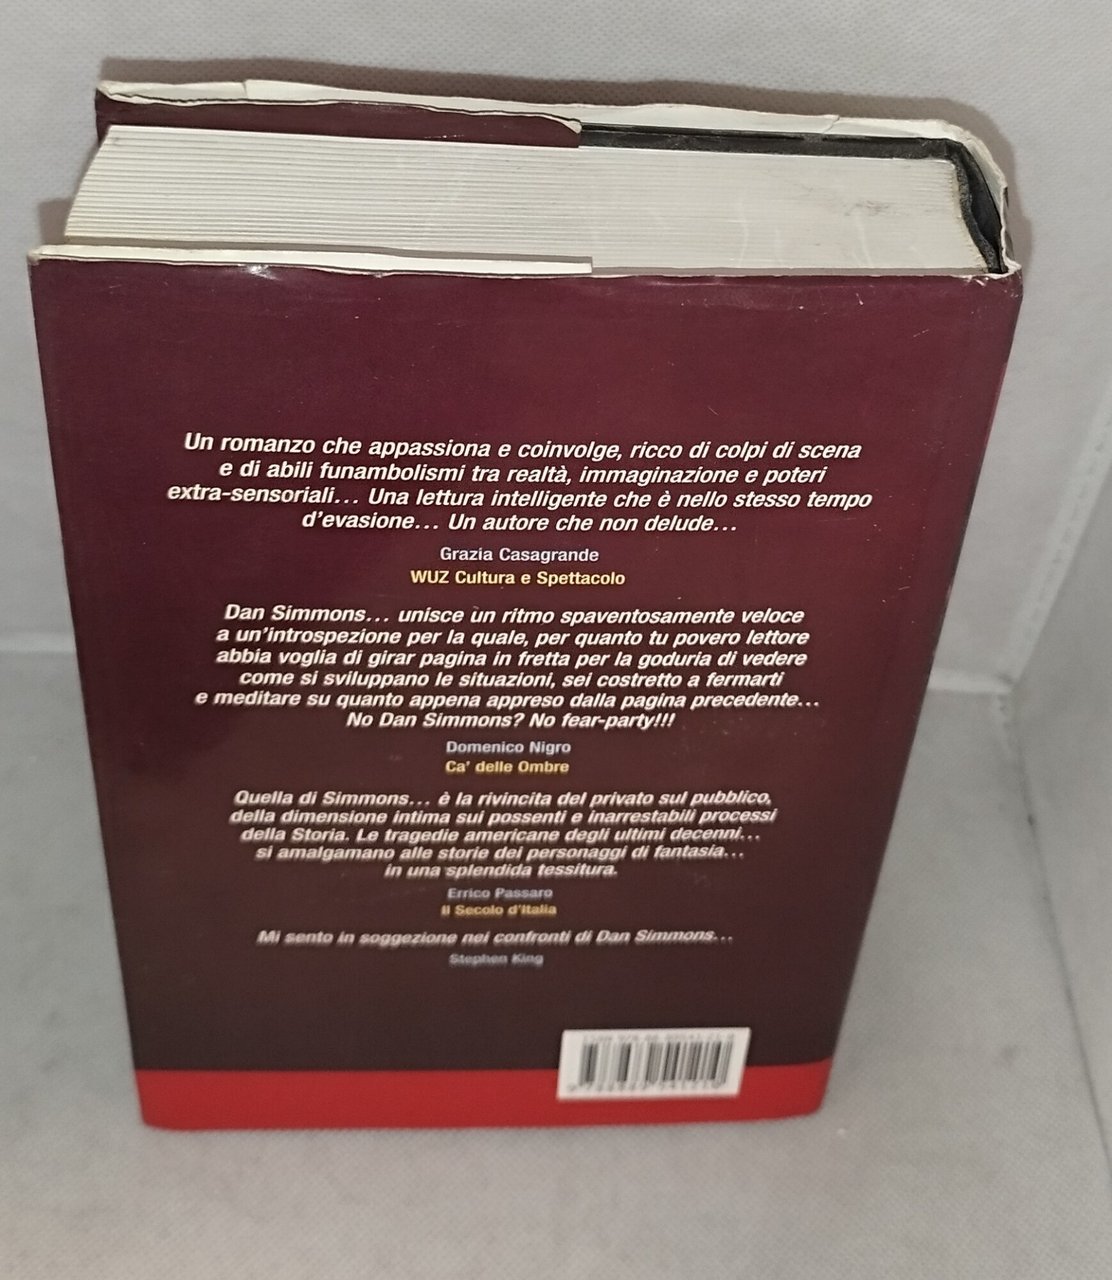 Un romanzo che appassiona e coinvolge, ricco di colpi di scena
e di abili funambolismi tra realtà, immaginazione e poteri
extra-sensoriali... Una lettura intelligente che è nello stesso tempo
d'evasione... Un autore che non delude...
Grazia Casagrande
WUZ Cultura e Spettacolo
Dan Simmons... unisce un ritmo spaventosamente veloce
a un'introspezione per la quale, per quanto tu povero lettore
abbia voglia di girar pagina in fretta per la goduria di vedere
come si sviluppano le situazioni, sei costretto a fermarti
e meditare su quanto appena appreso dalla pagina precedente...
No Dan Simmons? No fear-party!!!
Domenico Nigro
Ca' delle Ombre
Quella di Simmons... è la rivincita del privato sul pubblico,
della dimensione intima sui possenti e inarrestabili processi
della Storia. Le tragedie americane degli ultimi decenni...
si amalgamano alle storie dei personaggi di fantasia...
in una splendida tessitura.
Errico Passaro
Il Secolo d'Italia
Mi sento in soggezione nei confronti di Dan Simmons...
Stephen King